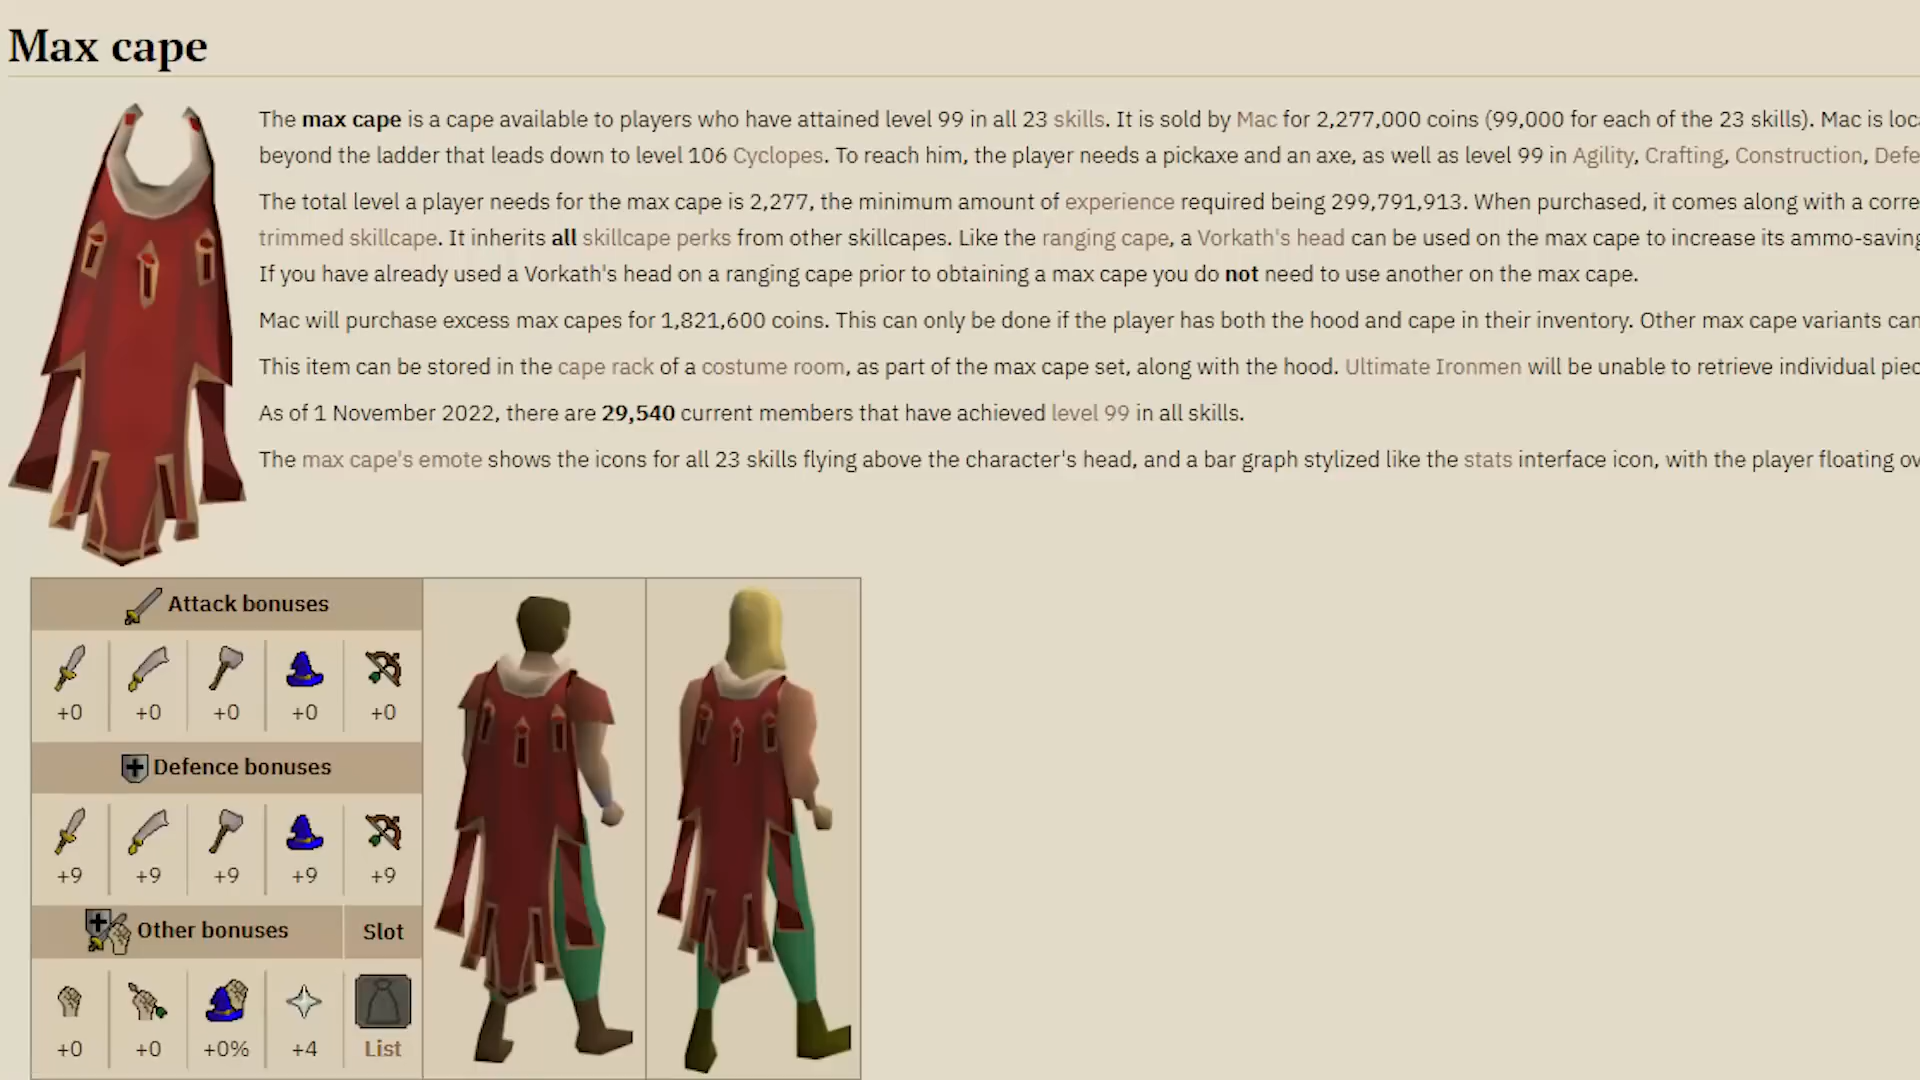 Max cape
The max cape is a cape available to players who have attained level 99 in all 23 skills. It is sold by Mac for 2,277,000 coins (99,000 for each of the 23 skills). Mac is
beyond the ladder that leads down to level 106 Cyclopes. To reach him, the player needs a pickaxe and an axe, as well as level 99 in Agility, Crafting, Construction,
The total level a player needs for the max cape is 2,277, the minimum amount of experience required being 299,791,913. When purchased, it comes along with a
trimmed skillcape. It inherits all skillcape perks from other skillcapes. Like the ranging cape, a Vorkath's head can be used on the max cape to increase its ammo-saving
If you have already used a Vorkath's head on a ranging cape prior to obtaining a max cape you do not need to use another on the max cape.
Mac will purchase excess max capes for 1,821,600 coins. This can only be done if the player has both the hood and cape in their inventory. Other max cape variants can
This item can be stored in the cape rack of a costume room, as part of the max cape set, along with the hood. Ultimate Ironmen will be unable to retrieve individual
As of 1 November 2022, there are 29,540 current members that have achieved level 99 in all skills.
The max cape's emote shows the icons for all 23 skills flying above the character's head, and a bar graph stylized like the stats interface icon, with the player floating
Attack bonuses
+0 +0 +0 +0 +0
Defence bonuses
+9 +9 +9 +9 +9
Other bonuses Slot
+0 +0 +0% +4 List